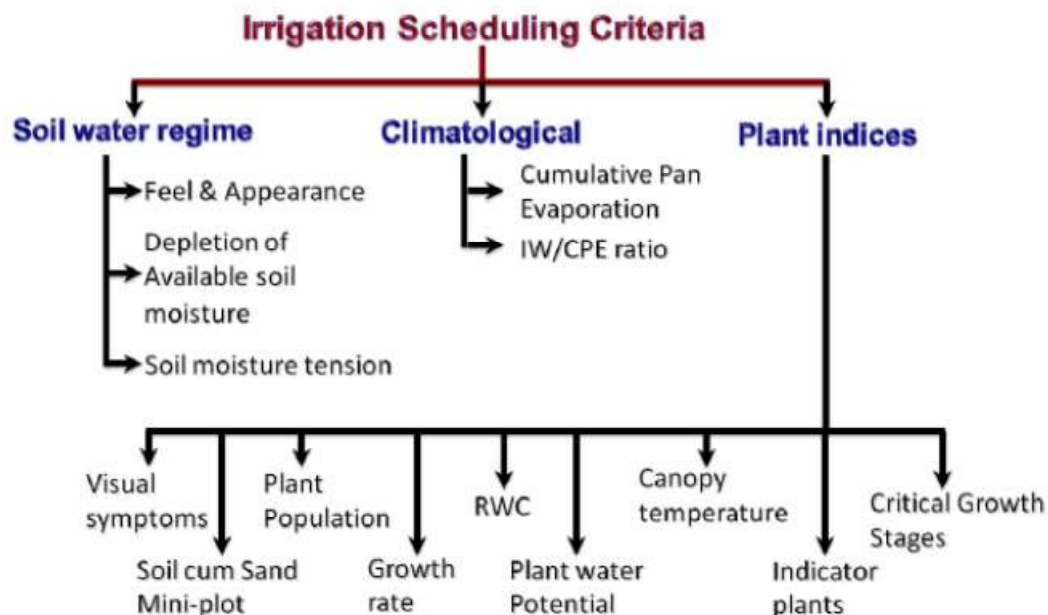 Irrigation Scheduling Criteria
Soil water regime
Climatological
Plant indices
Feel & Appearance
Depletion of
Available soil
moisture
Soil moisture tension
Cumulative Pan
Evaporation
IW/CPE ratio
Visual
symptoms
Soil cum Sand
Mini-plot
Plant
Population
Growth
rate
RWC
Plant water
Potential
Canopy
temperature
Indicator
plants
Critical Growth
Stages